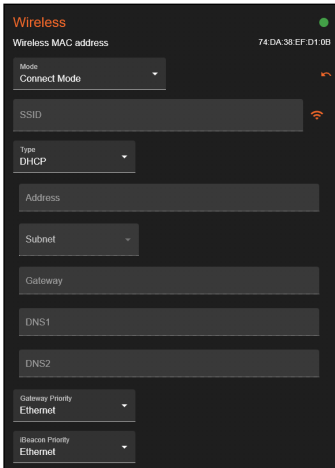 Wireless
Wireless MAC address 74:DA:38:EF:D1:0B
Mode
Connect Mode
SSID
Type
DHCP
Address
Subnet
Gateway
DNS1
DNS2
Gateway Priority
Ethernet
iBeacon Priority
Ethernet